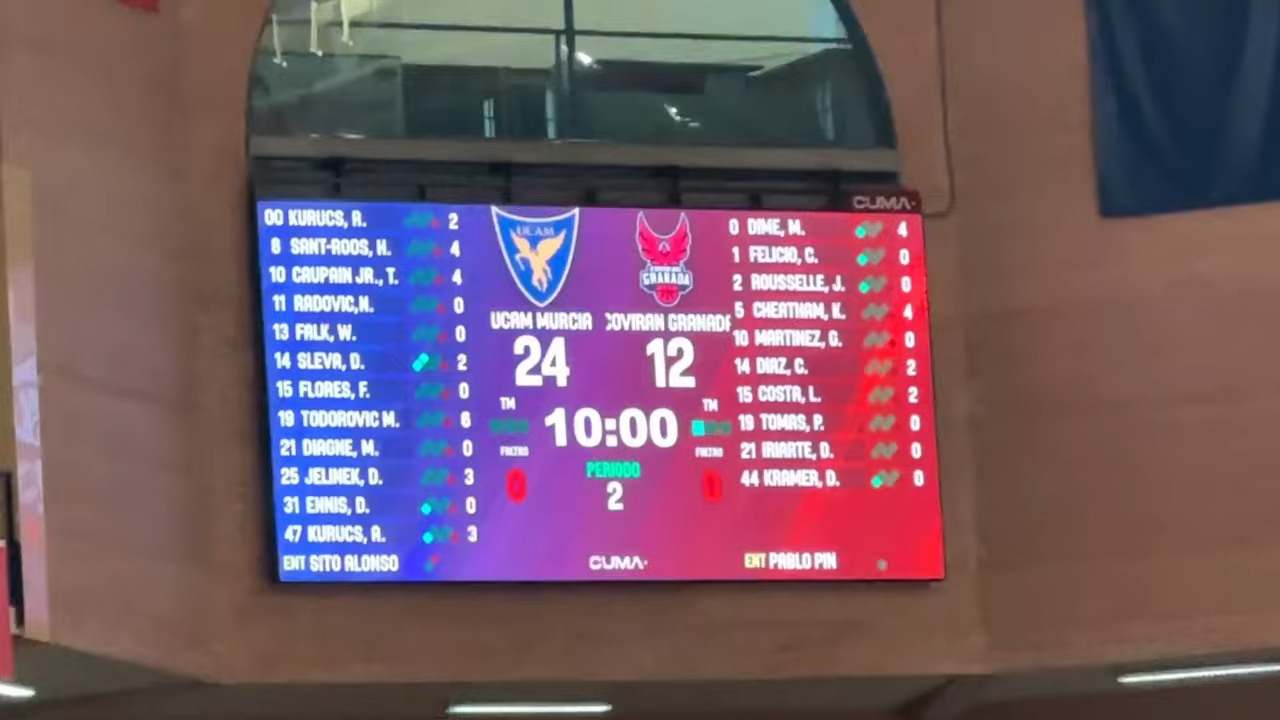 CUMA
00 KURUCS, R. 2
8 SANT-ROOS, H. 4
10 CAUPAIN JR., T. 4
11 RADOVIC,N. 0
13 FALK, W. 0
14 SLEVA, D. 2
15 FLORES, F. 0
19 TODOROVIC M. 6
21 DIAGNE, M. 0
25 JELINEK, D. 3
31 ENNIS, D. 0
47 KURUCS, A. 3
ENT SITO ALONSO
UCAM
GRANADA
UCAM MURCIA
COVIRAN GRANADA
24
12
TM
TM
10:00
FALTAS
FALTAS
PERIODO
0
2
1
CUMA
0 DIME, M. 4
1 FELICIO, C. 0
2 ROUSSELLE, J. 0
5 CHEATHAM, K. 4
10 MARTINEZ, G. 0
14 DIAZ, C. 2
15 COSTA, L. 2
19 TOMAS, P. 0
21 IRIARTE, D. 0
44 KRAMER, D. 0
ENT PABLO PIN